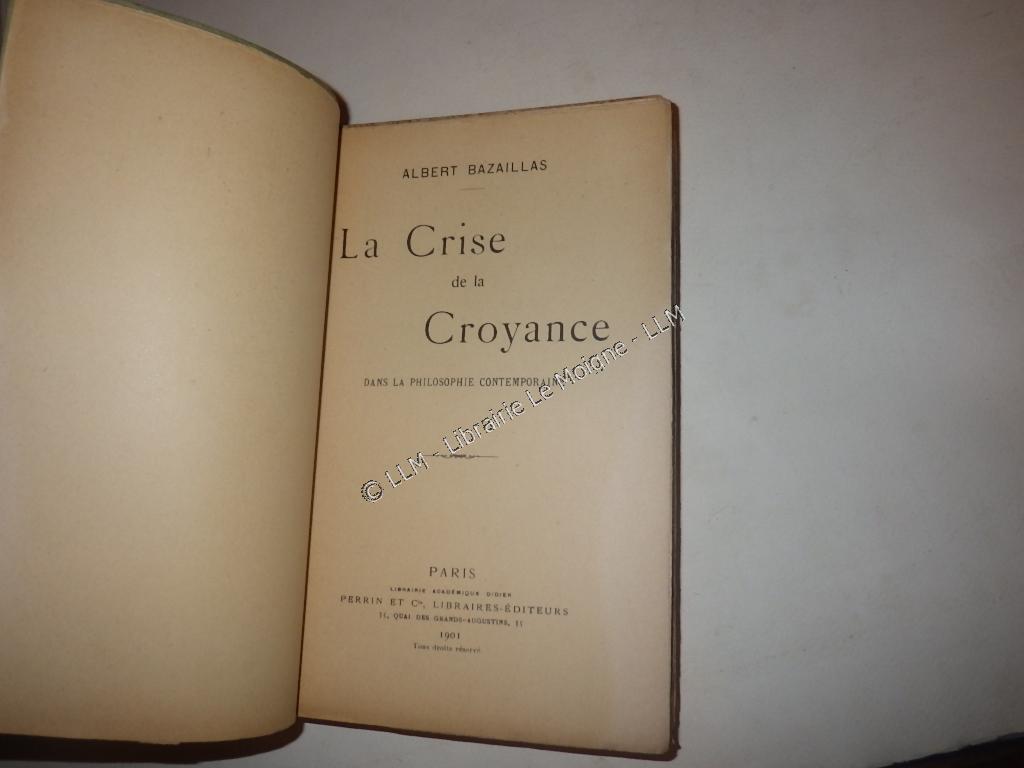 ALBERT BAZAILLAS
La Crise
de la
Croyance
DANS LA PHILOSOPHIE CONTEMPORAINE
© LLM - Librairie Le Moigne - LLM
PARIS
LIBRAIRIE ACADÉMIQUE DIDIER
PERRIN ET Cie, LIBRAIRES-ÉDITEURS
35, QUAI DES GRANDS-AUGUSTINS, 35
1901
Tous droits réservés